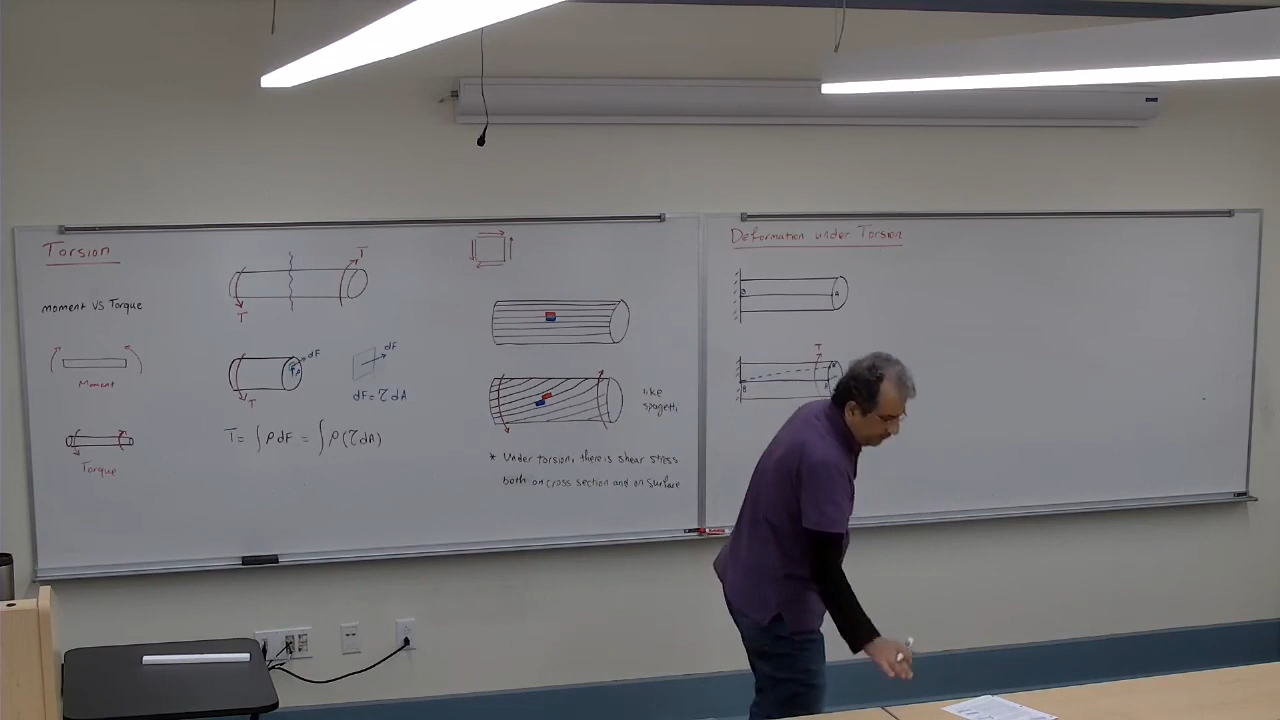 Torsion
moment VS Torque
Moment
Torque
T
T
dF
T
dF
dF = τ dA
T = ∫ ρ dF = ∫ ρ (τ dA)
like
spagetti
* Under torsion, there is shear stress
both on cross section and on surface
Deformation under Torsion
B
A
T
B